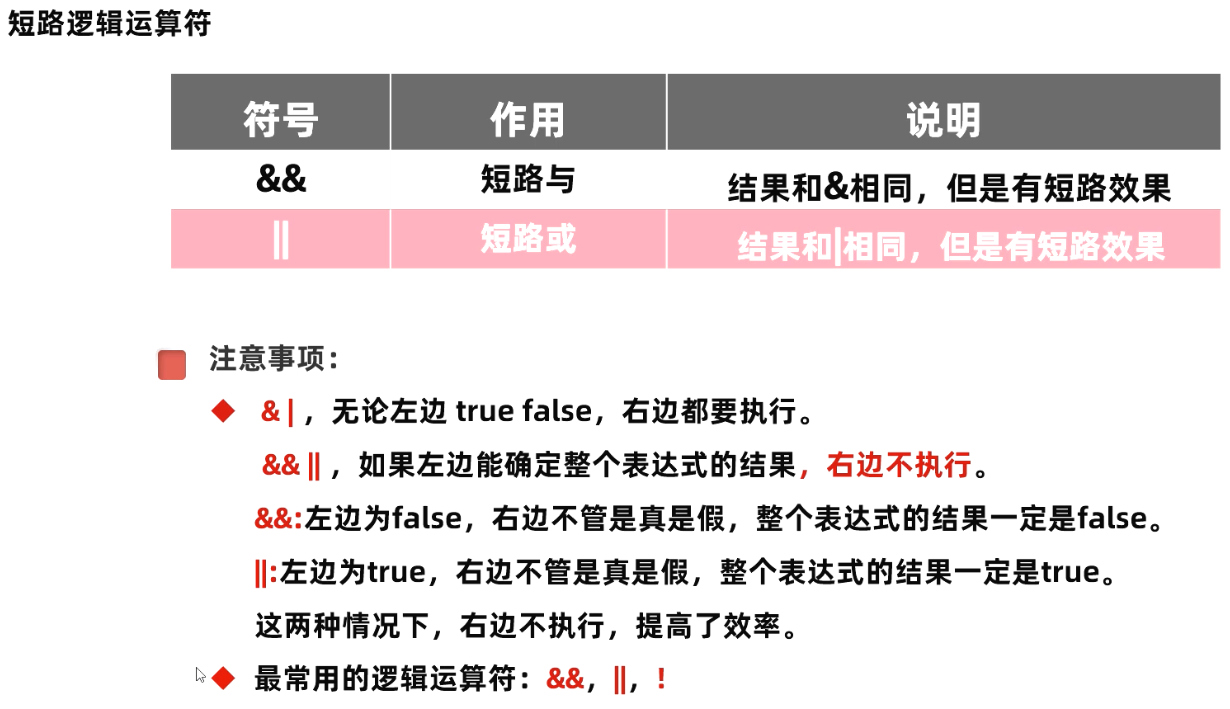 短路逻辑运算符
符号 作用 说明
&& 短路与 结果和&相同，但是有短路效果
|| 短路或 结果和|相同，但是有短路效果
注意事项：
& | ，无论左边 true false，右边都要执行。
&& || ，如果左边能确定整个表达式的结果，右边不执行。
&&:左边为false，右边不管是真是假，整个表达式的结果一定是false。
||:左边为true，右边不管是真是假，整个表达式的结果一定是true。
这两种情况下，右边不执行，提高了效率。
最常用的逻辑运算符：&&，||，！